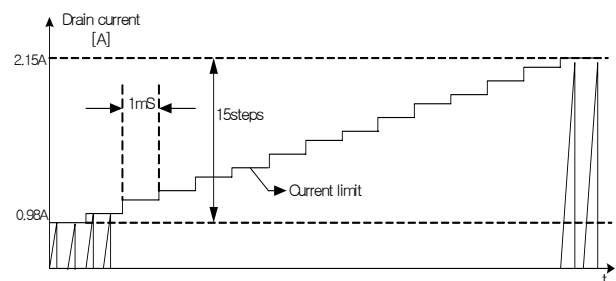 Drain current
[A]
2.15A
1mS
15steps
Current limit
0.98A
t